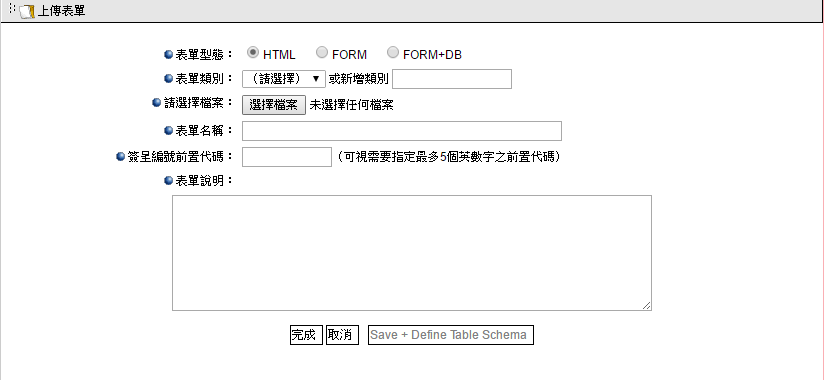 上傳表單
表單型態： HTML FORM FORM+DB
表單類別： （請選擇） 或新增類別
請選擇檔案： 選擇檔案 未選擇任何檔案
表單名稱：
簽呈編號前置代碼： （可視需要指定最多5個英數字之前置代碼）
表單說明：
完成 取消 Save + Define Table Schema